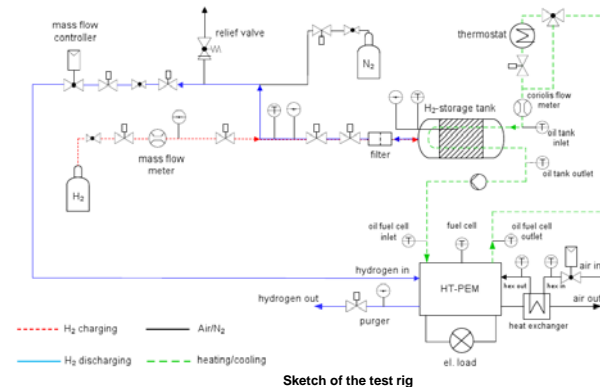 mass flow
controller
relief valve
N₂
thermostat
coriolis flow
meter
H₂-storage tank
T
T
T
oil tank
inlet
mass flow
meter
filter
T
oil tank
outlet
H₂
oil fuel cell
inlet
T
fuel cell
T
oil fuel cell
outlet
T
T
T
air in
hydrogen in
HT-PEM
hex out
hex in
hydrogen out
purger
heat exchanger
air out
el. load
H₂ charging
Air/N₂
H₂ discharging
heating/cooling
Sketch of the test rig